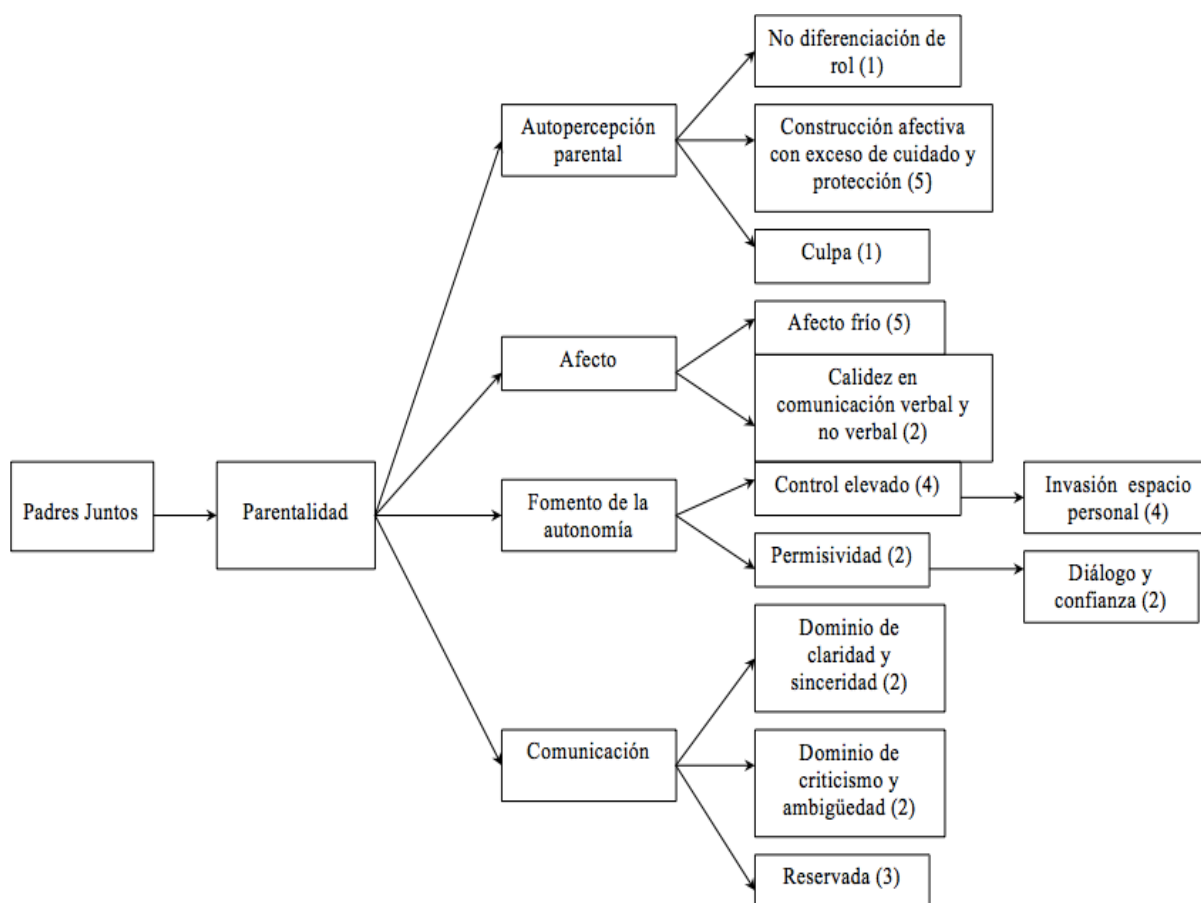 No diferenciación de
rol (1)
Autopercepción
parental
Construcción afectiva
con exceso de cuidado y
protección (5)
Culpa (1)
Afecto frío (5)
Afecto
Calidez en
comunicación verbal y
no verbal (2)
Padres Juntos
Parentalidad
Fomento de la
autonomía
Control elevado (4)
Invasión espacio
personal (4)
Permisividad (2)
Diálogo y
confianza (2)
Dominio de
claridad y
sinceridad (2)
Comunicación
Dominio de
criticismo y
ambigüedad (2)
Reservada (3)